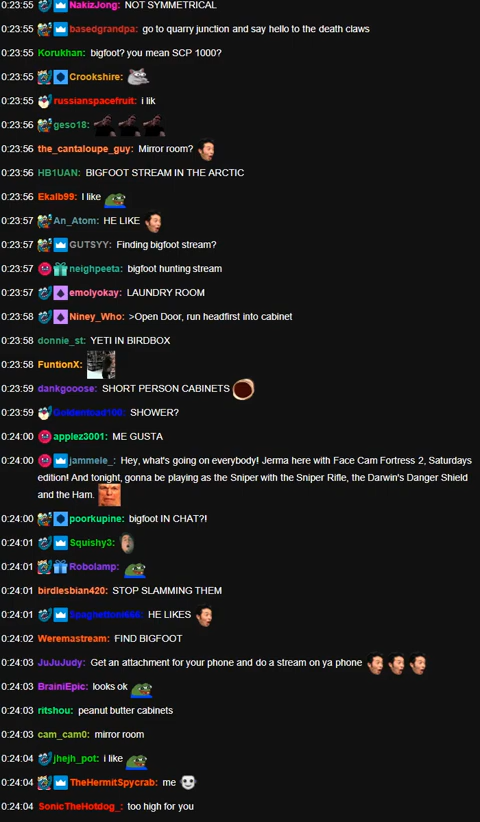 0:23:55 NakizJong: NOT SYMMETRICAL
0:23:55 basedgrandpa: go to quarry junction and say hello to the death claws
0:23:55 Korukhan: bigfoot? you mean SCP 1000?
0:23:55 Crookshire:
0:23:55 russianspacefruit: i lik
0:23:56 geso18:
0:23:56 the_cantaloupe_guy: Mirror room?
0:23:56 HB1UAN: BIGFOOT STREAM IN THE ARCTIC
0:23:56 Ekalb99: I like
0:23:57 An_Atom: HE LIKE
0:23:57 GUTSYY: Finding bigfoot stream?
0:23:57 neighpeeta: bigfoot hunting stream
0:23:57 emolyokay: LAUNDRY ROOM
0:23:58 Niney_Who: >Open Door, run headfirst into cabinet
0:23:58 donnie_st: YETI IN BIRDBOX
0:23:58 FuntionX:
0:23:59 dankgooose: SHORT PERSON CABINETS
0:23:59 SHOWER?
0:24:00 applez3001: ME GUSTA
0:24:00 jammele_: Hey, what's going on everybody! Jerma here with Face Cam Fortress 2, Saturdays
edition! And tonight, gonna be playing as the Sniper with the Sniper Rifle, the Darwin's Danger Shield
and the Ham.
0:24:00 poorkupine: bigfoot IN CHAT?!
0:24:01 Squishy3:
0:24:01 Robolamp:
0:24:01 birdlesbian420: STOP SLAMMING THEM
0:24:01 HE LIKES
0:24:02 Weremastream: FIND BIGFOOT
0:24:03 JuJuJudy: Get an attachment for your phone and do a stream on ya phone
0:24:03 BrainiEpic: looks ok
0:24:03 ritshou: peanut butter cabinets
0:24:03 cam_cam0: mirror room
0:24:04 jhejh_pot: i like
0:24:04 TheHermitSpycrab: me
0:24:04 SonicTheHotdog_: too high for you